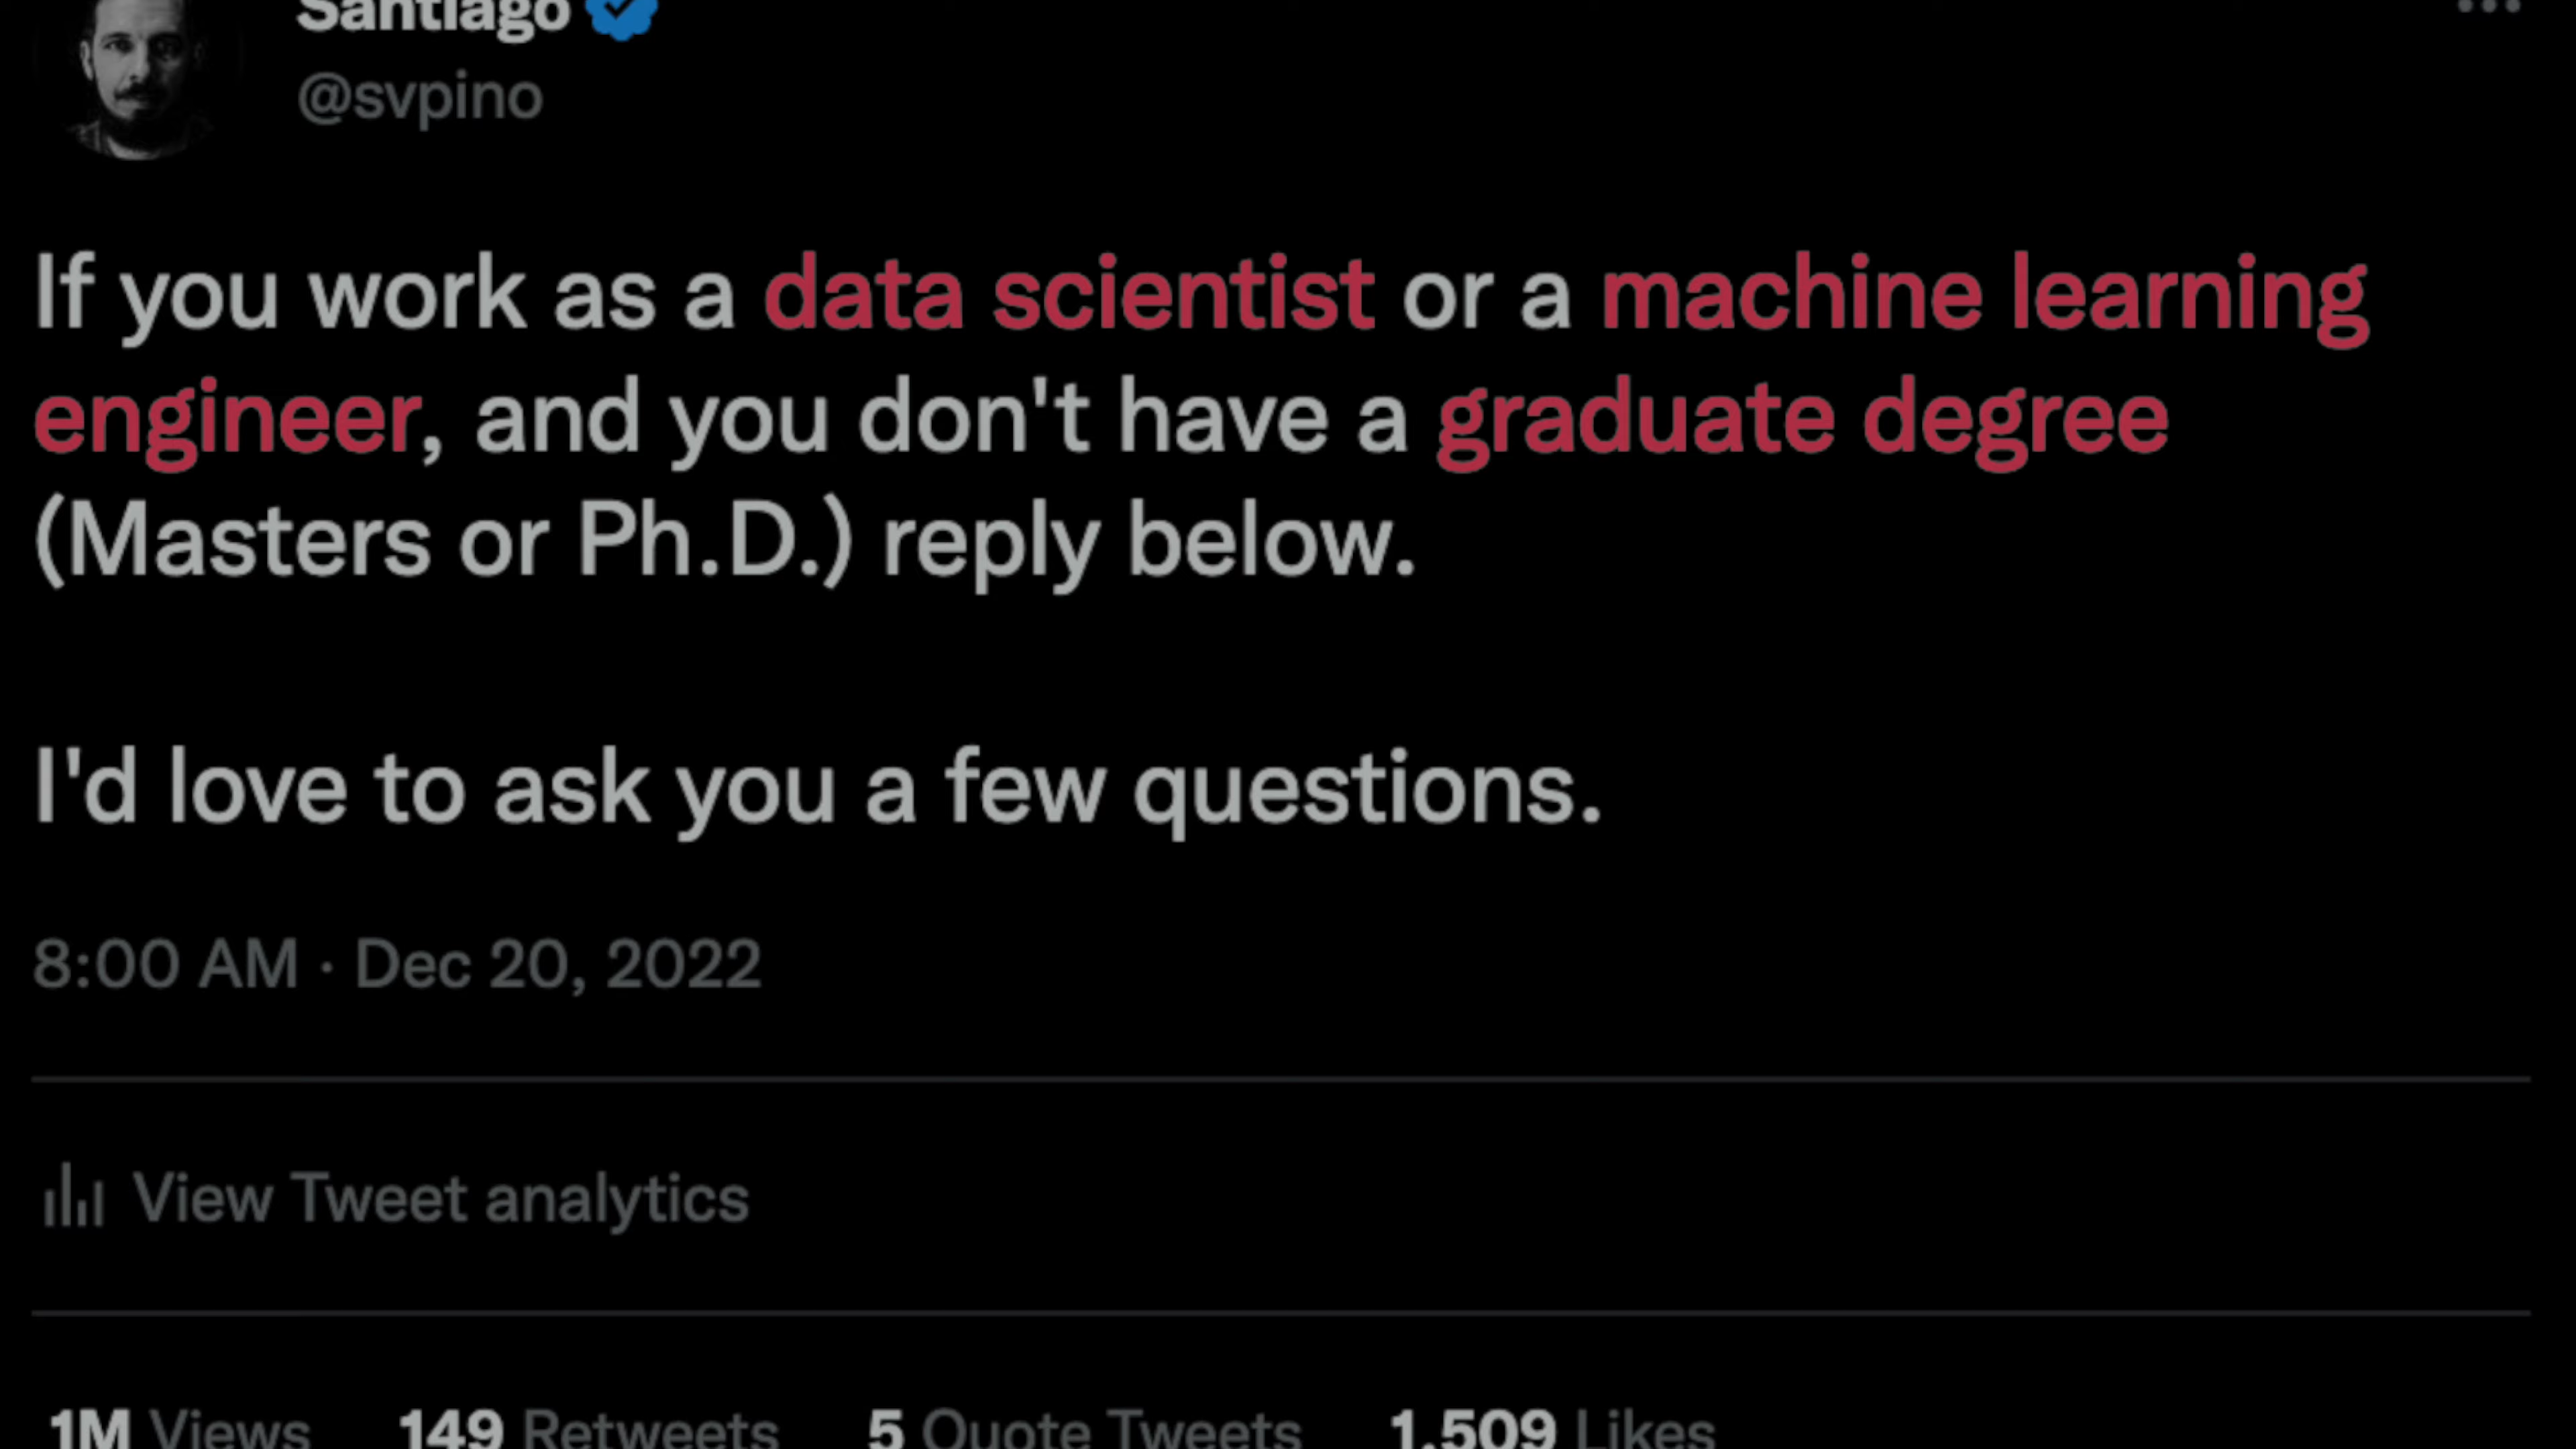 Santiago
@svpino
If you work as a data scientist or a machine learning
engineer, and you don't have a graduate degree
(Masters or Ph.D.) reply below.
I'd love to ask you a few questions.
8:00 AM · Dec 20, 2022
View Tweet analytics
1M Views 149 Retweets 5 Quote Tweets 1,509 Likes